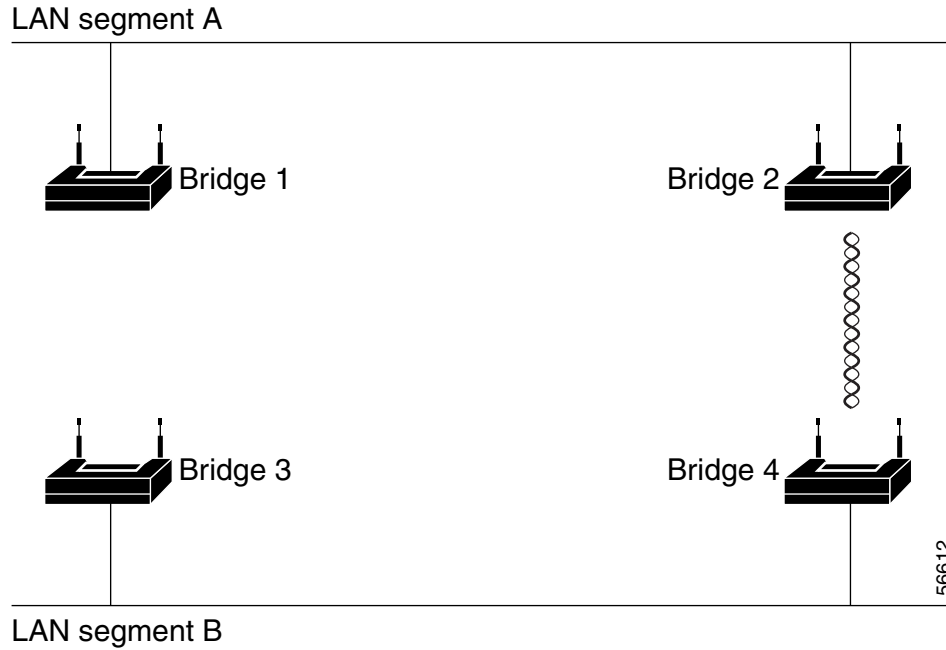 LAN segment A
Bridge 1
Bridge 2
Bridge 3
Bridge 4
56612
LAN segment B